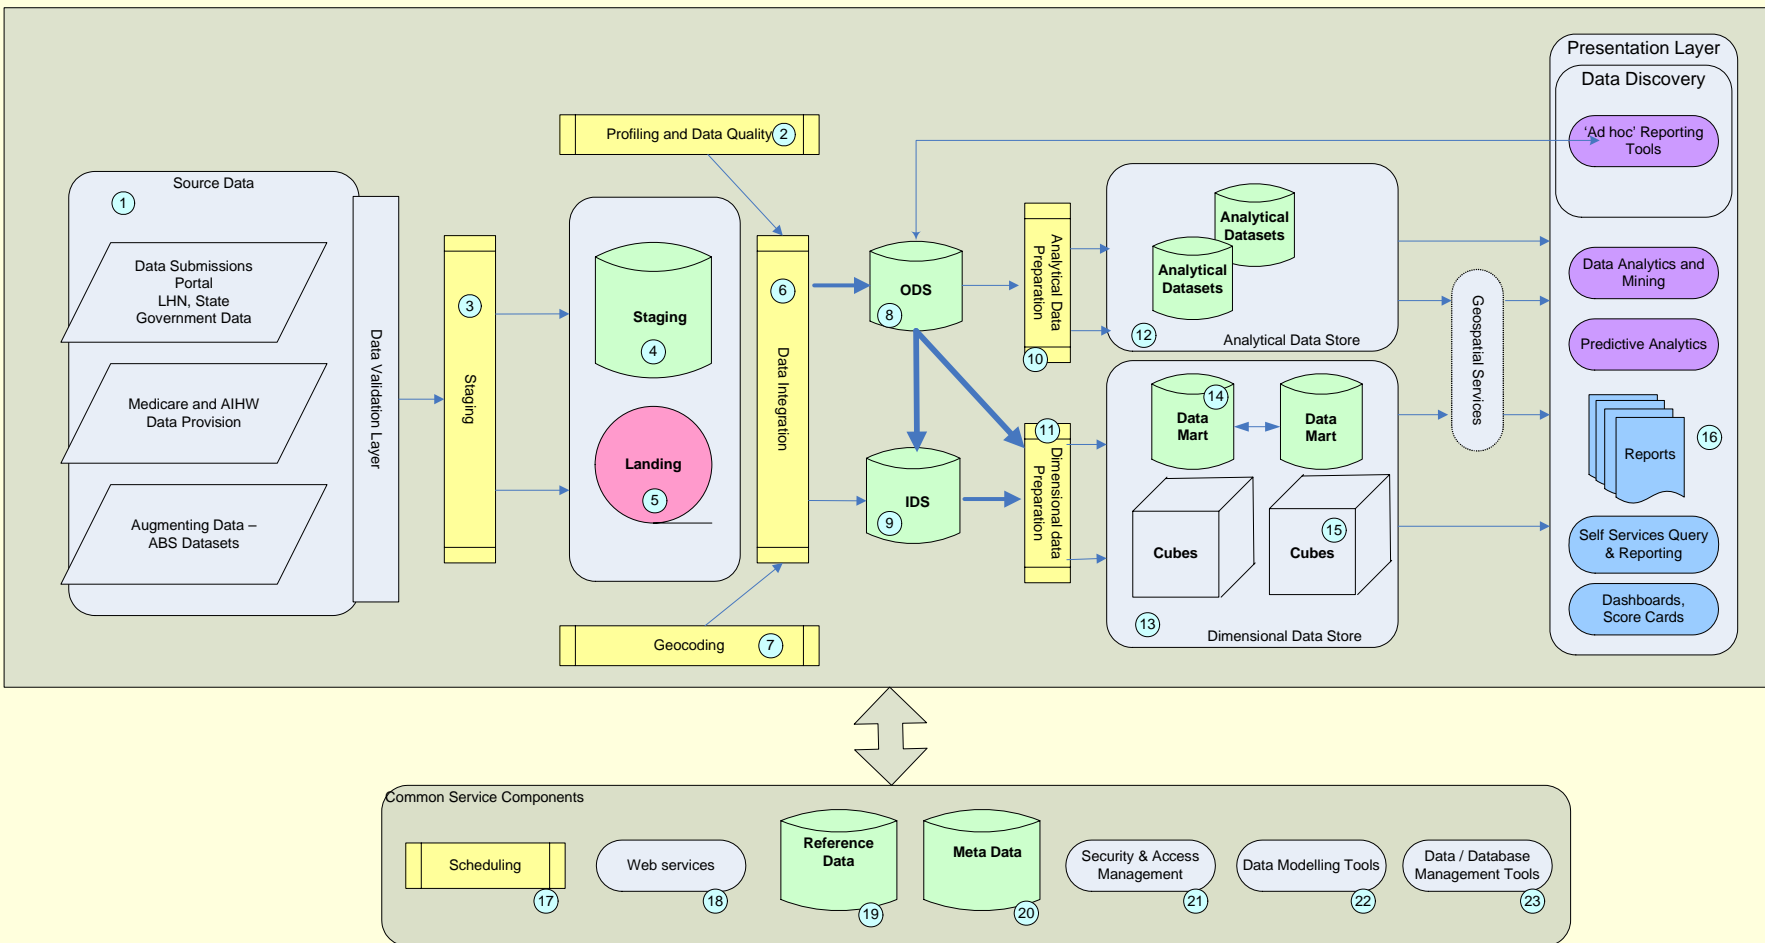 Presentation Layer
Data Discovery
'Ad hoc' Reporting
Tools
Profiling and Data Quality
2
Source Data
1
Data Submissions
Portal
LHN, State
Government Data
Medicare and AIHW
Data Provision
Augmenting Data –
ABS Datasets
Data Validation Layer
3
Staging
Staging
4
Landing
5
6
Data Integration
Geocoding
7
ODS
8
IDS
9
Analytical Data
Preparation
10
11
Dimensional data
Preparation
Analytical
Datasets
Analytical
Datasets
12
Analytical Data Store
14
Data
Mart
Data
Mart
Cubes
15
Cubes
13
Dimensional Data Store
Geospatial Services
Data Analytics and
Mining
Predictive Analytics
Reports
16
Self Services Query
& Reporting
Dashboards,
Score Cards
Common Service Components
Scheduling
17
Web services
18
Reference
Data
19
Meta Data
20
Security & Access
Management
21
Data Modelling Tools
22
Data / Database
Management Tools
23